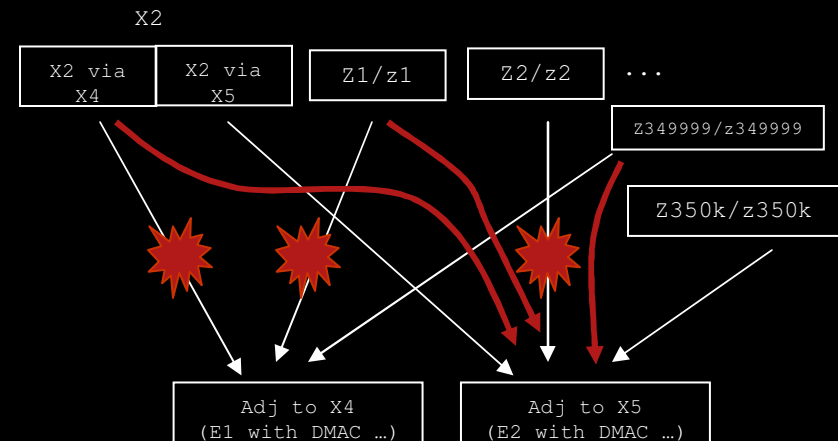 X2
X2 via
X4
X2 via
X5
Z1/z1
Z2/z2
...
Z349999/z349999
Z350k/z350k
Adj to X4
(E1 with DMAC …)
Adj to X5
(E2 with DMAC …)